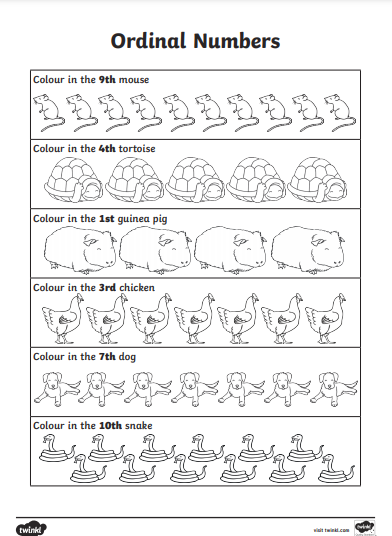 Ordinal Numbers
Colour in the 9th mouse
Colour in the 4th tortoise
Colour in the 1st guinea pig
Colour in the 3rd chicken
Colour in the 7th dog
Colour in the 10th snake
twinkl
visit twinkl.com